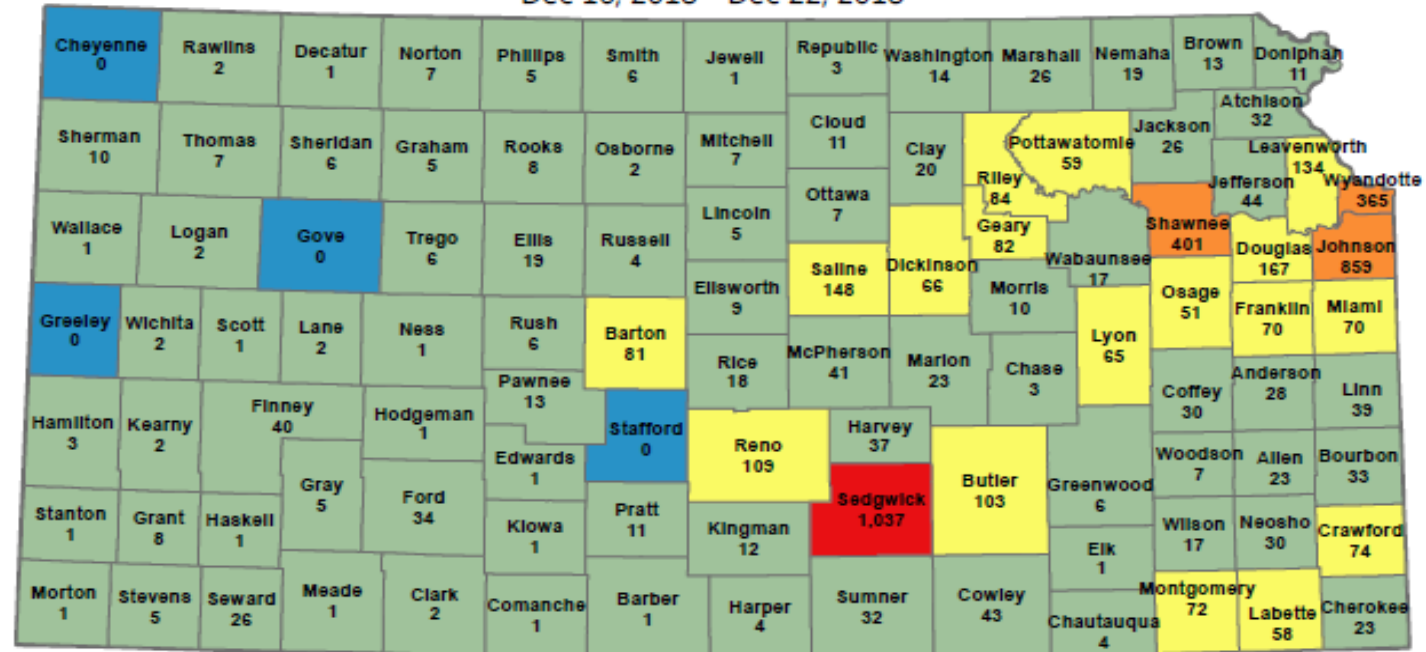 Dec 16, 2018 - Dec 22, 2018
Cheyenne
0
Rawlins
2
Decatur
1
Norton
7
Phillips
5
Smith
6
Jewell
1
Republic
3
Washington
14
Marshall
26
Nemaha
19
Brown
13
Doniphan
11
Atchison
32
Sherman
10
Thomas
7
Sheridan
6
Graham
5
Rooks
8
Osborne
2
Mitchell
7
Cloud
11
Clay
20
Riley
84
Pottawatomie
59
Jackson
26
Jefferson
44
Leavenworth
134
Wyandotte
365
Wallace
1
Logan
2
Gove
0
Trego
6
Ellis
19
Russell
4
Lincoln
5
Ottawa
7
Saline
148
Dickinson
66
Geary
82
Wabaunsee
17
Shawnee
401
Douglas
167
Johnson
859
Greeley
0
Wichita
2
Scott
1
Lane
2
Ness
1
Rush
6
Barton
81
Ellsworth
9
Rice
18
McPherson
41
Marion
23
Morris
10
Chase
3
Lyon
65
Osage
51
Franklin
70
Miami
70
Coffey
30
Anderson
28
Linn
39
Hamilton
3
Kearny
2
Finney
40
Hodgeman
1
Pawnee
13
Stafford
0
Edwards
1
Reno
109
Harvey
37
Sedgwick
1,037
Butler
103
Greenwood
6
Woodson
7
Allen
23
Bourbon
33
Stanton
1
Grant
8
Haskell
1
Gray
5
Ford
34
Kiowa
1
Pratt
11
Kingman
12
Elk
1
Wilson
17
Neosho
30
Crawford
74
Morton
1
Stevens
5
Seward
26
Meade
1
Clark
2
Comanche
1
Barber
1
Harper
4
Sumner
32
Cowley
43
Chautauqua
4
Montgomery
72
Labette
58
Cherokee
23